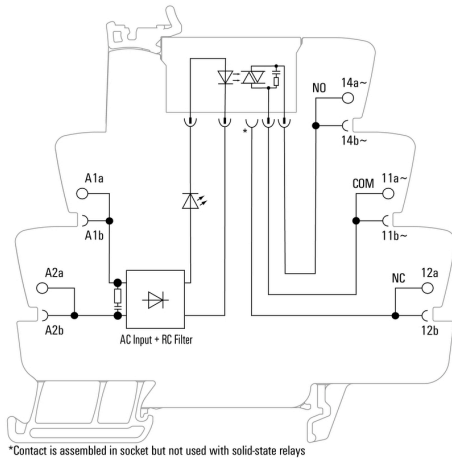 14a~
NO
14b~
*
11a~
COM
A1a
11b~
A1b
12a
A2a
NC
A2b
12b
AC Input + RC Filter
*Contact is assembled in socket but not used with solid-state relays